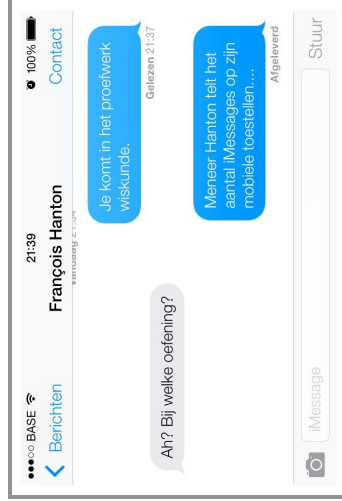 ●●●○○ BASE 21:39 100%
Berichten François Hanton Contact
Vandaag 21:34
Je komt in het proefwerk
wiskunde.
Gelezen 21:37
Ah? Bij welke oefening?
Meneer Hanton telt het
aantal iMessages op zijn
mobiele toestellen....
Afgeleverd
iMessage Stuur